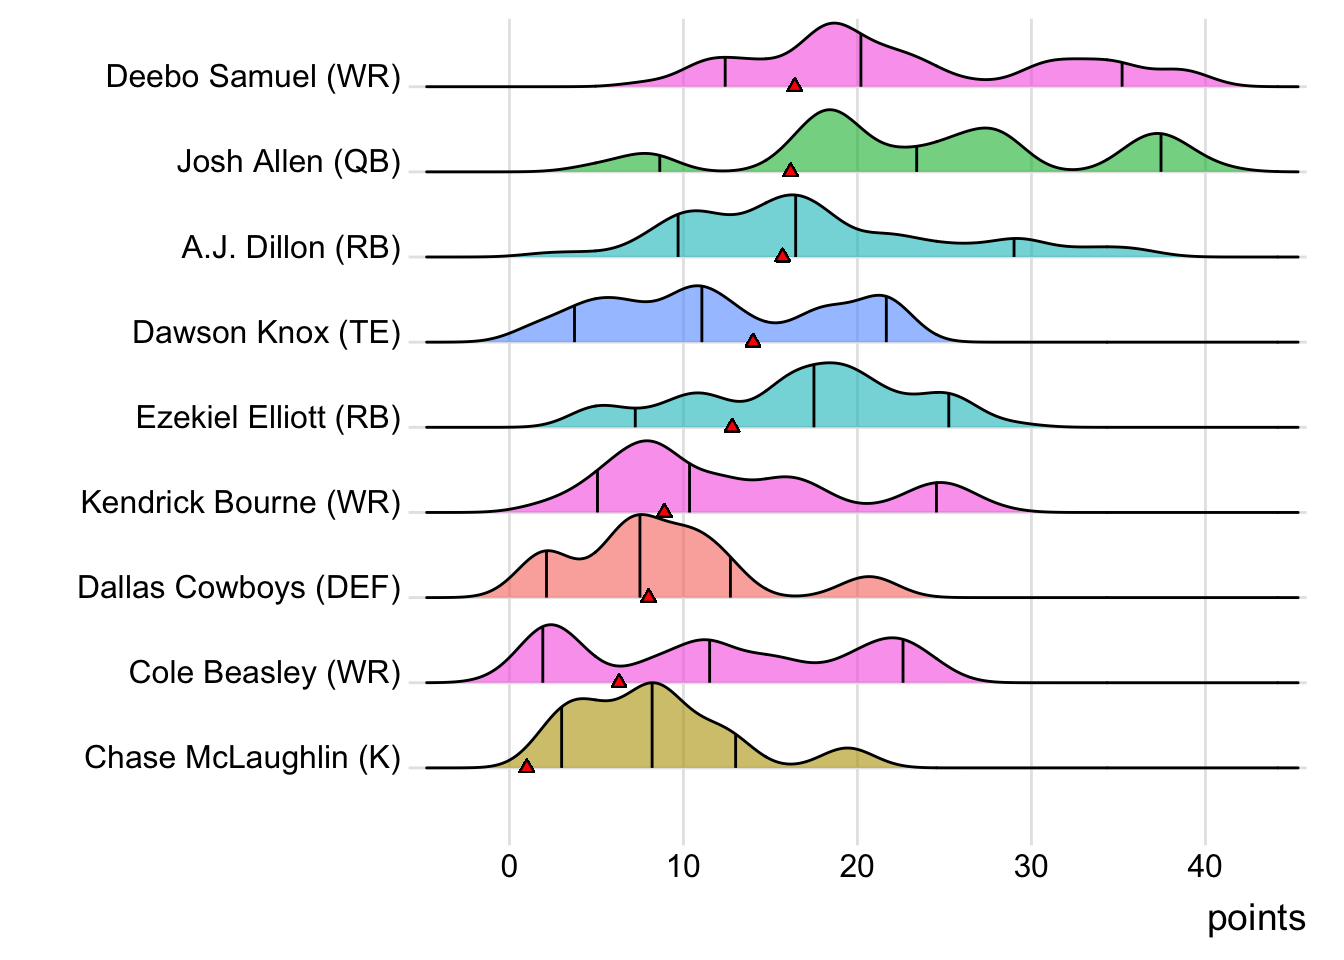 Deebo Samuel (WR)
Josh Allen (QB)
A.J. Dillon (RB)
Dawson Knox (TE)
Ezekiel Elliott (RB)
Kendrick Bourne (WR)
Dallas Cowboys (DEF)
Cole Beasley (WR)
Chase McLaughlin (K)
0 10 20 30 40
points